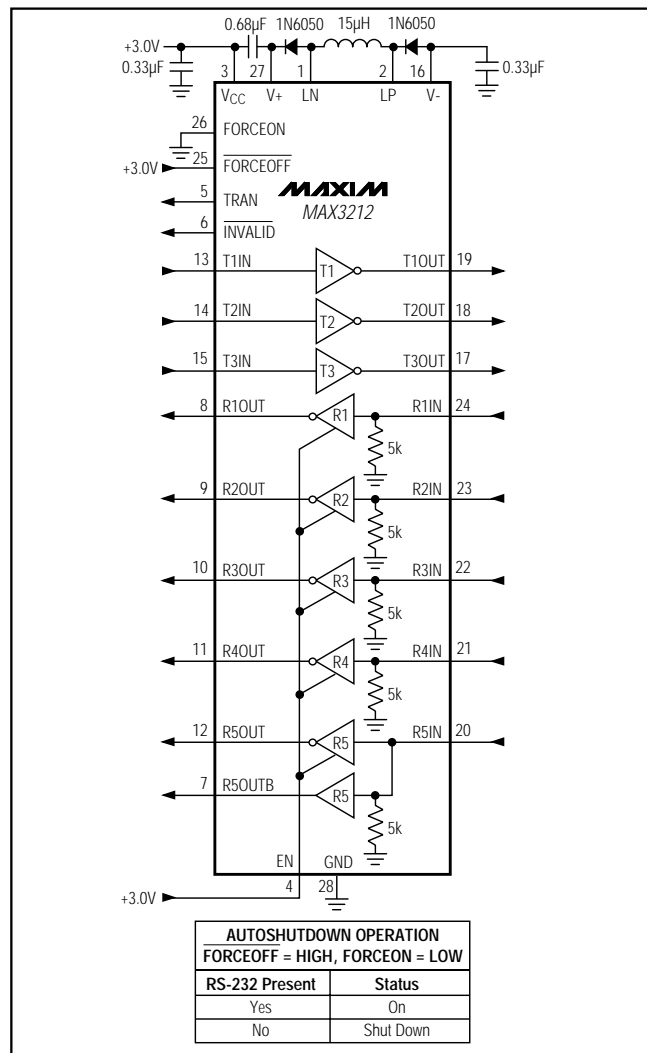 0.68µF 1N6050 15µH 1N6050
+3.0V
0.33µF 0.33µF
3 27 1 2 16
VCC V+ LN LP V-
26 FORCEON
+3.0V 25 FORCEOFF
5 TRAN
MAXIM
MAX3212
6 INVALID
13 T1IN T1 T1OUT 19
14 T2IN T2 T2OUT 18
15 T3IN T3 T3OUT 17
8 R1OUT R1 R1IN 24
5k
9 R2OUT R2 R2IN 23
5k
10 R3OUT R3 R3IN 22
5k
11 R4OUT R4 R4IN 21
5k
12 R5OUT R5 R5IN 20
7 R5OUTB R5
5k
EN GND
+3.0V 4 28
AUTOSHUTDOWN OPERATION
FORCEOFF = HIGH, FORCEON = LOW
RS-232 Present Status
Yes On
No Shut Down